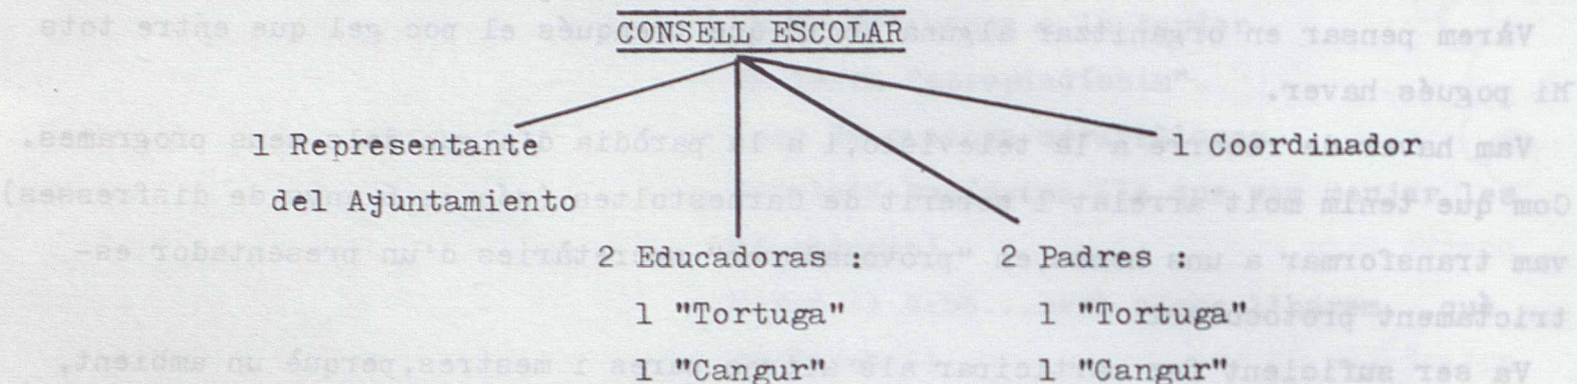 CONSELL ESCOLAR
1 Representante
del Ayuntamiento
1 Coordinador
2 Educadoras :
1 "Tortuga"
1 "Cangur"
2 Padres :
1 "Tortuga"
1 "Cangur"